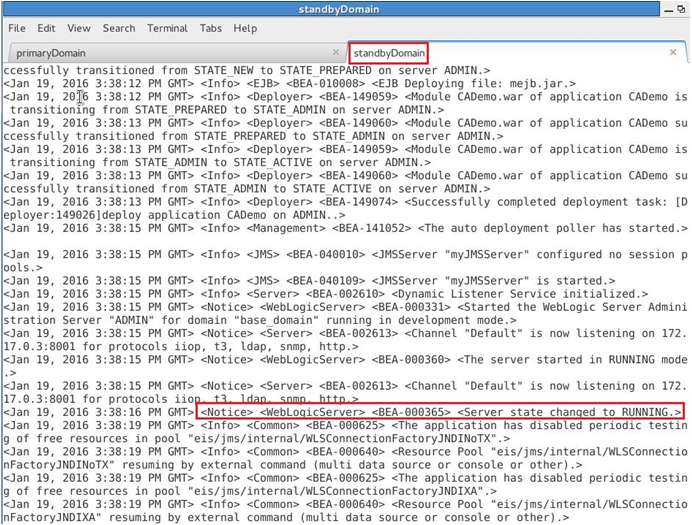 standbyDomain
File Edit View Search Terminal Tabs Help
primaryDomain × standbyDomain ×
ccessfully transitioned from STATE_NEW to STATE_PREPARED on server ADMIN.>
<Jan 19, 2016 3:38:12 PM GMT> <Info> <EJB> <BEA-010008> <EJB Deploying file: mejb.jar.>
<Jan 19, 2016 3:38:12 PM GMT> <Info> <Deployer> <BEA-149059> <Module CADemo.war of application CADemo is
 transitioning from STATE_PREPARED to STATE_ADMIN on server ADMIN.>
<Jan 19, 2016 3:38:13 PM GMT> <Info> <Deployer> <BEA-149060> <Module CADemo.war of application CADemo su
ccessfully transitioned from STATE_PREPARED to STATE_ADMIN on server ADMIN.>
<Jan 19, 2016 3:38:13 PM GMT> <Info> <Deployer> <BEA-149059> <Module CADemo.war of application CADemo is
 transitioning from STATE_ADMIN to STATE_ACTIVE on server ADMIN.>
<Jan 19, 2016 3:38:13 PM GMT> <Info> <Deployer> <BEA-149060> <Module CADemo.war of application CADemo su
ccessfully transitioned from STATE_ADMIN to STATE_ACTIVE on server ADMIN.>
<Jan 19, 2016 3:38:13 PM GMT> <Info> <Deployer> <BEA-149074> <Successfully completed deployment task: [D
eployer:149026]deploy application CADemo on ADMIN..>
<Jan 19, 2016 3:38:15 PM GMT> <Info> <Management> <BEA-141052> <The auto deployment poller has started.>
<Jan 19, 2016 3:38:15 PM GMT> <Info> <JMS> <BEA-040010> <JMSServer "myJMSServer" configured no session p
ools.>
<Jan 19, 2016 3:38:15 PM GMT> <Info> <JMS> <BEA-040109> <JMSServer "myJMSServer" is started.>
<Jan 19, 2016 3:38:15 PM GMT> <Info> <Server> <BEA-002610> <Dynamic Listener Service initialized.>
<Jan 19, 2016 3:38:15 PM GMT> <Notice> <WebLogicServer> <BEA-000331> <Started the WebLogic Server Admini
stration Server "ADMIN" for domain "base_domain" running in development mode.>
<Jan 19, 2016 3:38:15 PM GMT> <Notice> <Server> <BEA-002613> <Channel "Default" is now listening on 172.
17.0.3:8001 for protocols iiop, t3, ldap, snmp, http.>
<Jan 19, 2016 3:38:15 PM GMT> <Notice> <WebLogicServer> <BEA-000360> <The server started in RUNNING mode
.>
<Jan 19, 2016 3:38:15 PM GMT> <Notice> <Server> <BEA-002613> <Channel "Default" is now listening on 172.
17.0.3:8001 for protocols iiop, t3, ldap, snmp, http.>
<Jan 19, 2016 3:38:16 PM GMT> <Notice> <WebLogicServer> <BEA-000365> <Server state changed to RUNNING.>
<Jan 19, 2016 3:38:19 PM GMT> <Info> <Common> <BEA-000625> <The application has disabled periodic testin
g of free resources in pool "eis/jms/internal/WLSConnectionFactoryJNDINoTX".>
<Jan 19, 2016 3:38:19 PM GMT> <Info> <Common> <BEA-000640> <Resource Pool "eis/jms/internal/WLSConnectio
nFactoryJNDINoTX" resuming by external command (multi data source or console or other).>
<Jan 19, 2016 3:38:19 PM GMT> <Info> <Common> <BEA-000625> <The application has disabled periodic testin
g of free resources in pool "eis/jms/internal/WLSConnectionFactoryJNDIXA".>
<Jan 19, 2016 3:38:19 PM GMT> <Info> <Common> <BEA-000640> <Resource Pool "eis/jms/internal/WLSConnectio
nFactoryJNDIXA" resuming by external command (multi data source or console or other).>